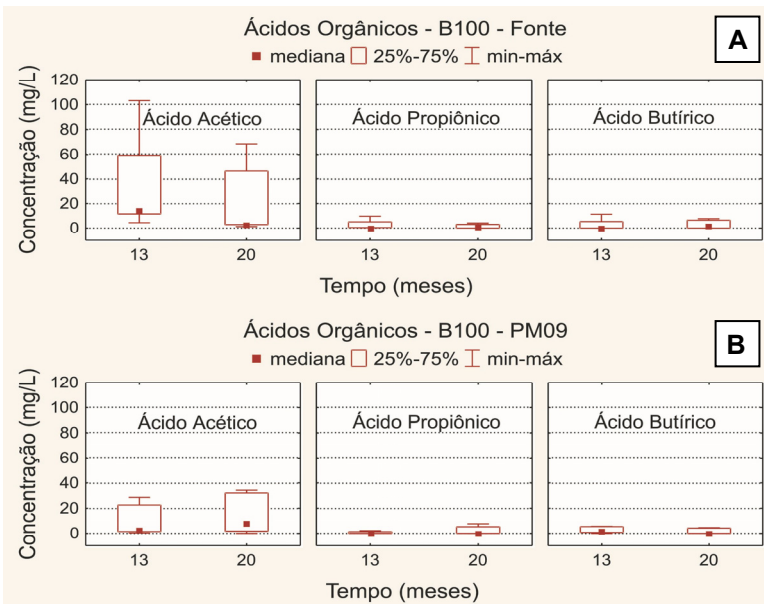 Ácidos Orgânicos - B100 - Fonte
A
mediana 25%-75% min-máx
Concentração (mg/L)
120
100
80
60
40
20
0
Ácido Acético
Ácido Propiônico
Ácido Butírico
13 20 13 20 13 20
Tempo (meses)
Ácidos Orgânicos - B100 - PM09
B
mediana 25%-75% min-máx
Concentração (mg/L)
120
100
80
60
40
20
0
Ácido Acético
Ácido Propiônico
Ácido Butírico
13 20 13 20 13 20
Tempo (meses)